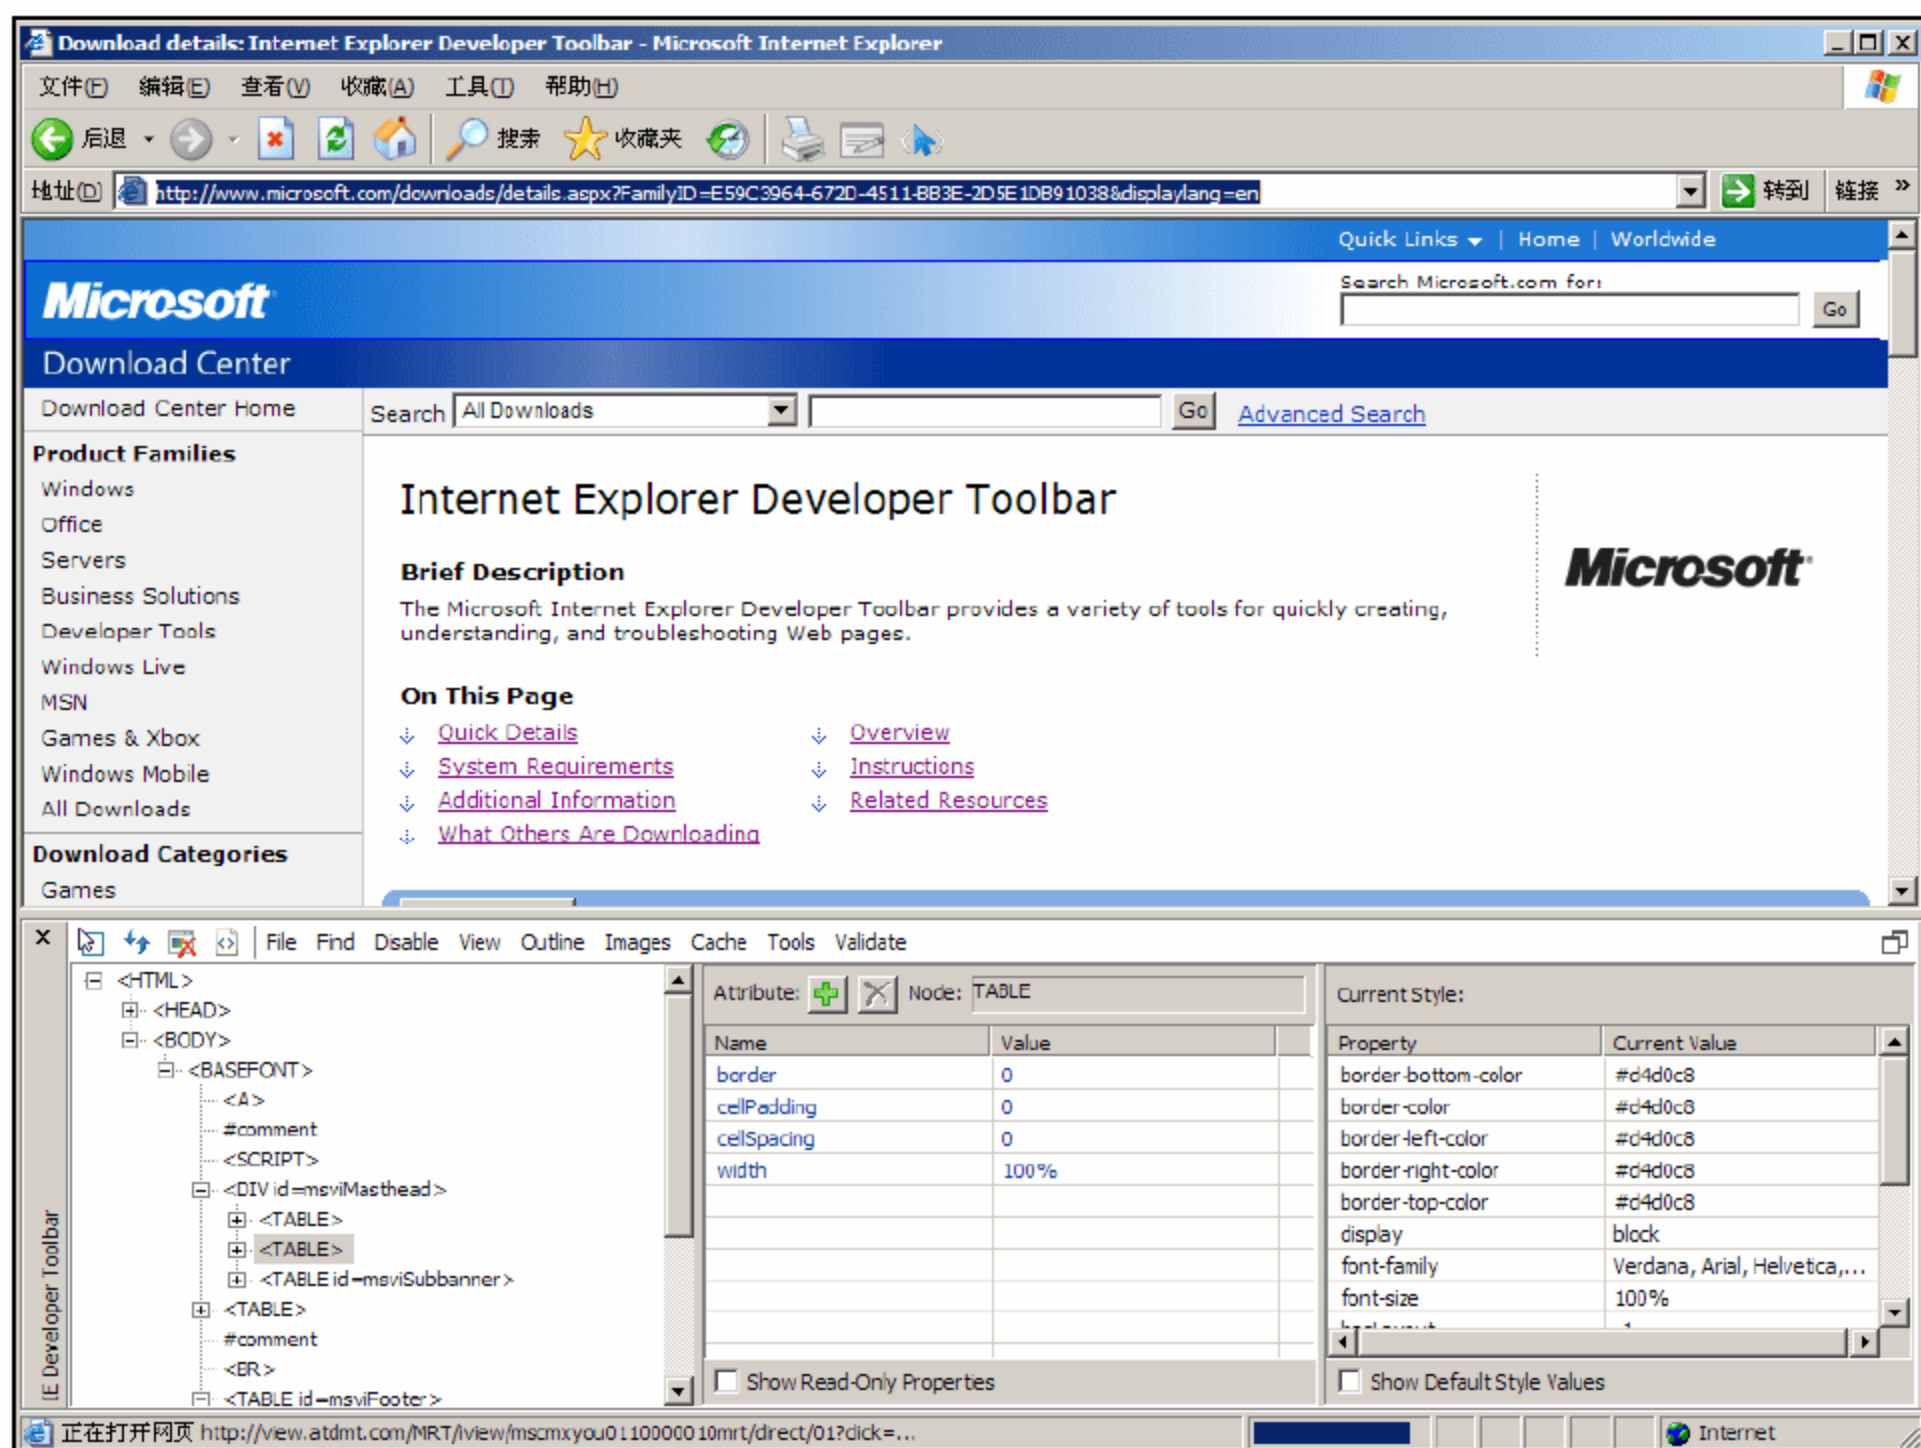 Download details: Internet Explorer Developer Toolbar - Microsoft Internet Explorer
文件(F) 编辑(E) 查看(V) 收藏(A) 工具(T) 帮助(H)
后退 搜索 收藏夹
地址(D) http://www.microsoft.com/downloads/details.aspx?FamilyID=E59C3964-672D-4511-BB3E-2D5E1DB91038&displaylang=en 转到 链接 »
Quick Links | Home | Worldwide
Microsoft
Search Microsoft.com for:
Go
Download Center
Download Center Home
Search All Downloads Go Advanced Search
Product Families
Windows
Office
Servers
Business Solutions
Developer Tools
Windows Live
MSN
Games & Xbox
Windows Mobile
All Downloads
Download Categories
Games
Internet Explorer Developer Toolbar
Microsoft
Brief Description
The Microsoft Internet Explorer Developer Toolbar provides a variety of tools for quickly creating,
understanding, and troubleshooting Web pages.
On This Page
Quick Details Overview
System Requirements Instructions
Additional Information Related Resources
What Others Are Downloading
IE Developer Toolbar
File Find Disable View Outline Images Cache Tools Validate
<HTML>
<HEAD>
<BODY>
<BASEFONT>
<A>
#comment
<SCRIPT>
<DIV id=msviMasthead>
<TABLE>
<TABLE>
<TABLE id=msviSubbanner>
<TABLE>
#comment
<BR>
<TABLE id=msviFooter>
Attribute: Node: TABLE
Name Value
border 0
cellPadding 0
cellSpacing 0
width 100%
Show Read-Only Properties
Current Style:
Property Current Value
border-bottom-color #d4d0c8
border-color #d4d0c8
border-left-color #d4d0c8
border-right-color #d4d0c8
border-top-color #d4d0c8
display block
font-family Verdana, Arial, Helvetica,...
font-size 100%
Show Default Style Values
正在打开网页 http://view.atdmt.com/MRT/iview/mscmxyou0110000010mrt/direct/01?click=...
Internet